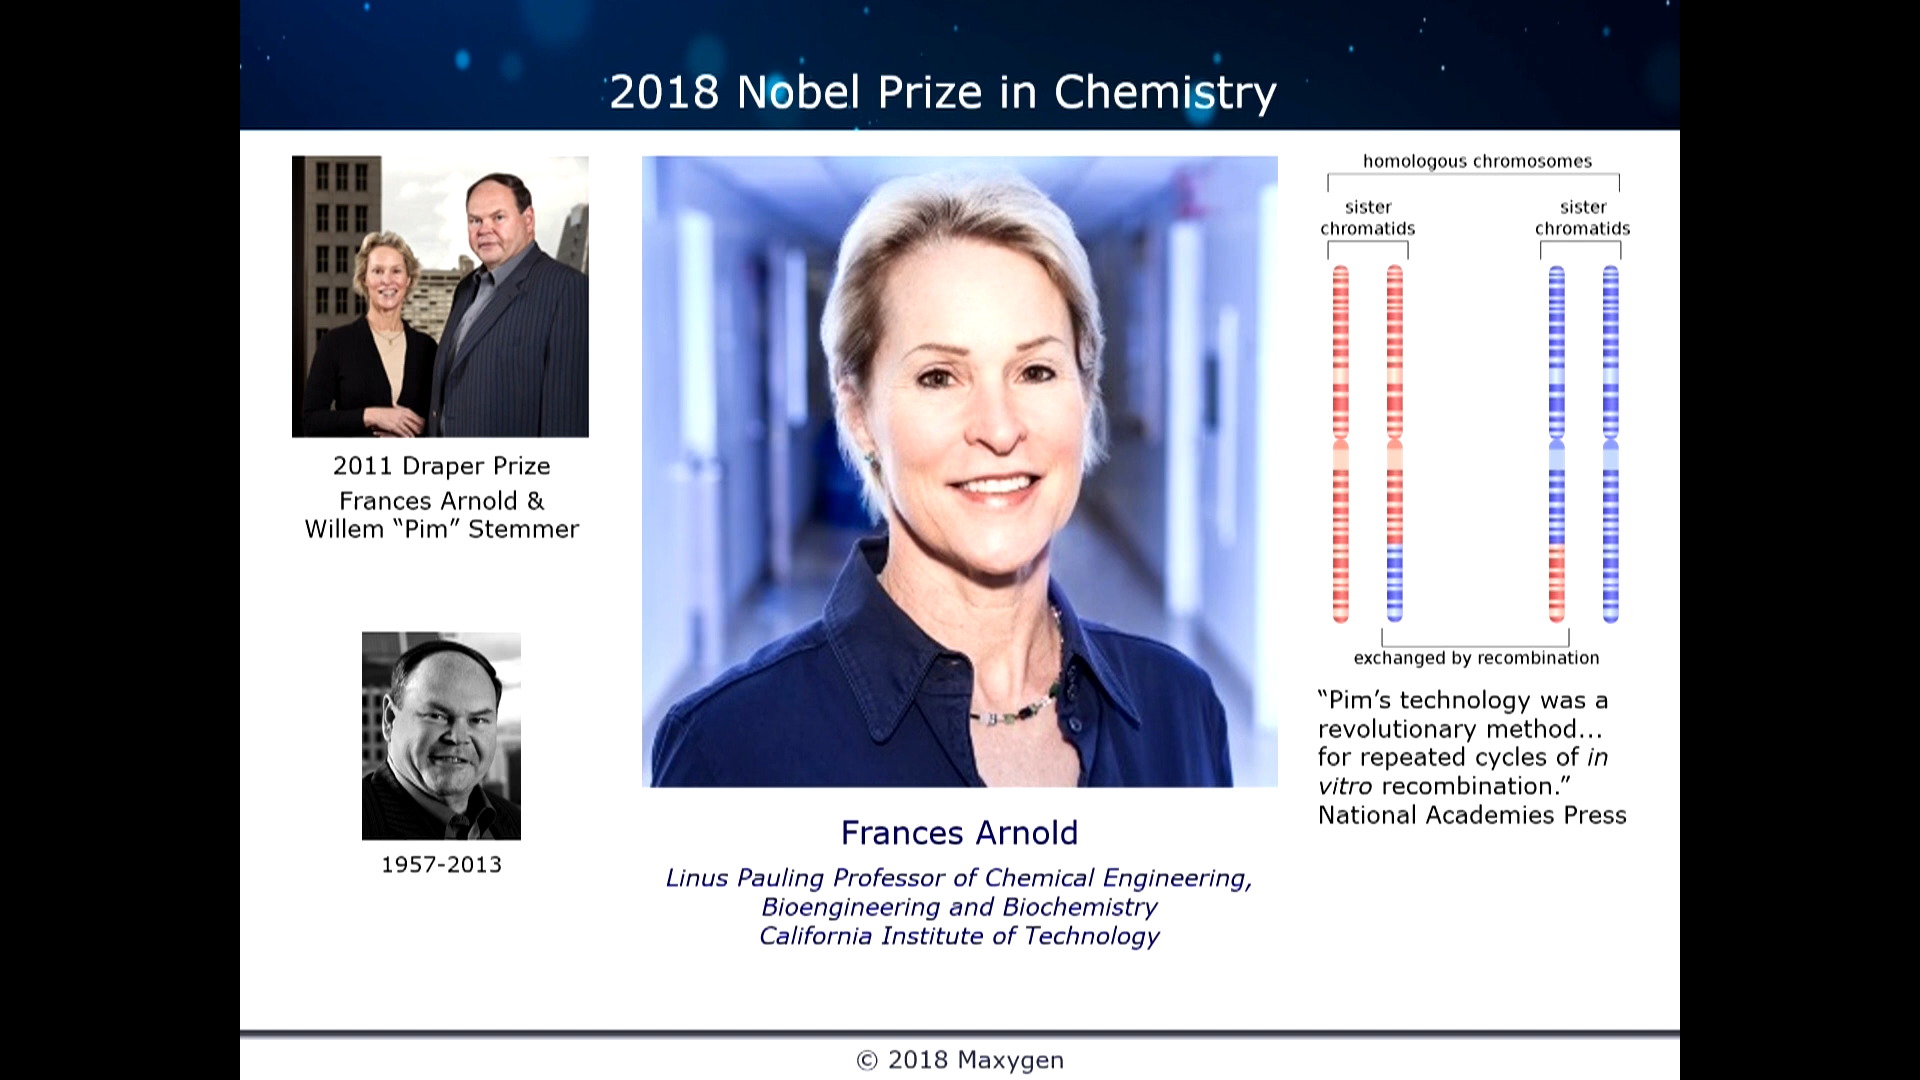 2018 Nobel Prize in Chemistry
2011 Draper Prize
Frances Arnold &
Willem “Pim” Stemmer
1957-2013
Frances Arnold
Linus Pauling Professor of Chemical Engineering,
Bioengineering and Biochemistry
California Institute of Technology
homologous chromosomes
sister
chromatids
sister
chromatids
exchanged by recombination
“Pim’s technology was a
revolutionary method...
for repeated cycles of in
vitro recombination.”
National Academies Press
© 2018 Maxygen